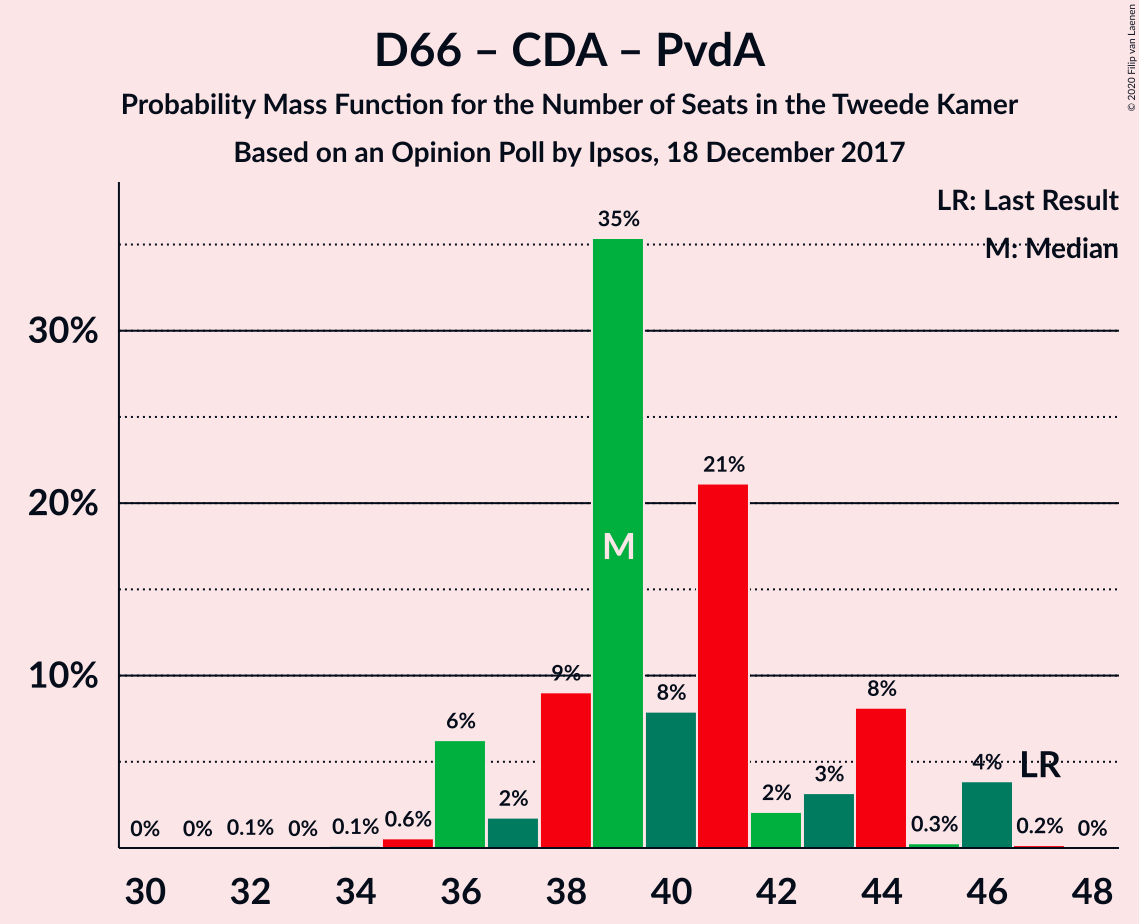 D66 – CDA – PvdA
Probability Mass Function for the Number of Seats in the Tweede Kamer
Based on an Opinion Poll by Ipsos, 18 December 2017
© 2020 Filip van Laenen
LR: Last Result
M: Median
30%
20%
10%
0%
0%
0.1%
0%
0.1%
0.6%
6%
2%
9%
35%
M
8%
21%
2%
3%
8%
0.3%
4%
LR
0.2%
0%
30 32 34 36 38 40 42 44 46 48